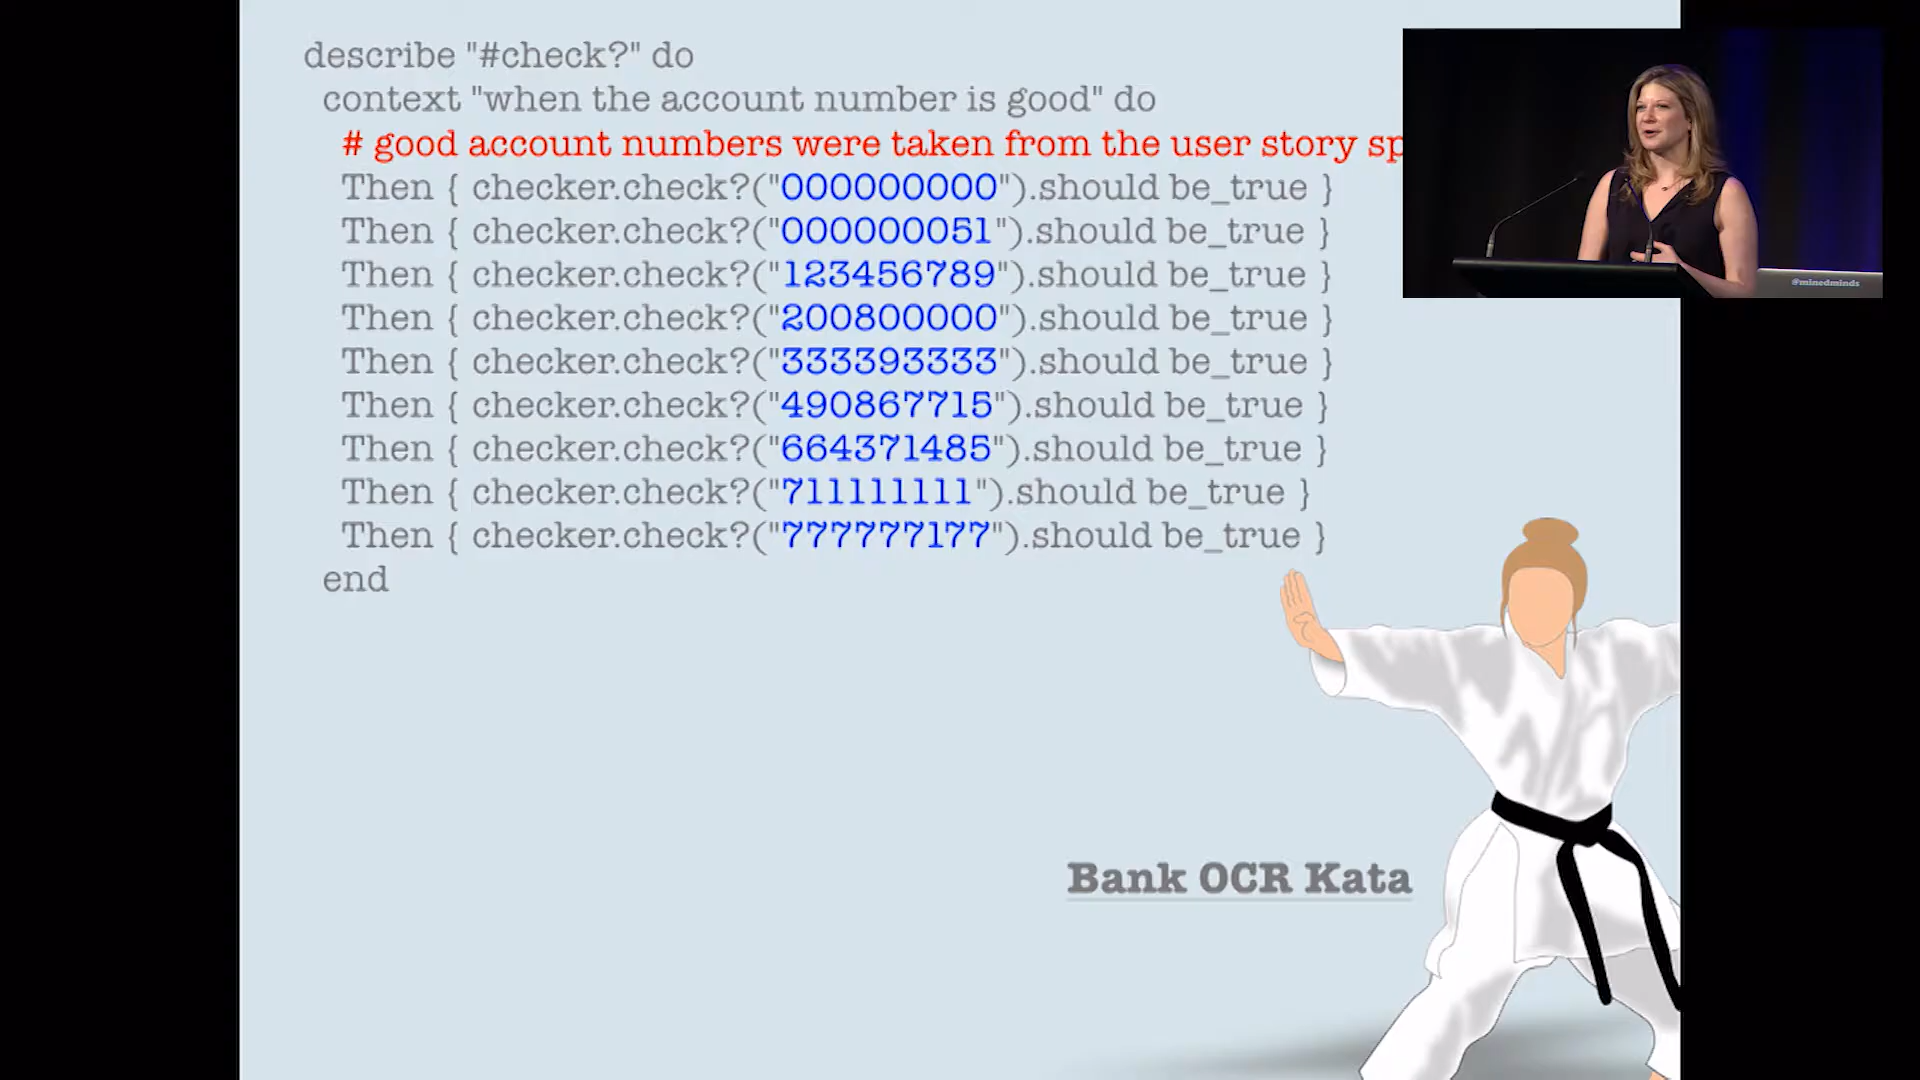 describe "#check?" do
context "when the account number is good" do
# good account numbers were taken from the user story sp
Then { checker.check?("000000000").should be_true }
Then { checker.check?("000000051").should be_true }
Then { checker.check?("123456789").should be_true }
Then { checker.check?("200800000").should be_true }
Then { checker.check?("333393333").should be_true }
Then { checker.check?("490867715").should be_true }
Then { checker.check?("664371485").should be_true }
Then { checker.check?("711111111").should be_true }
Then { checker.check?("777777177").should be_true }
end
Bank OCR Kata
@minedminds